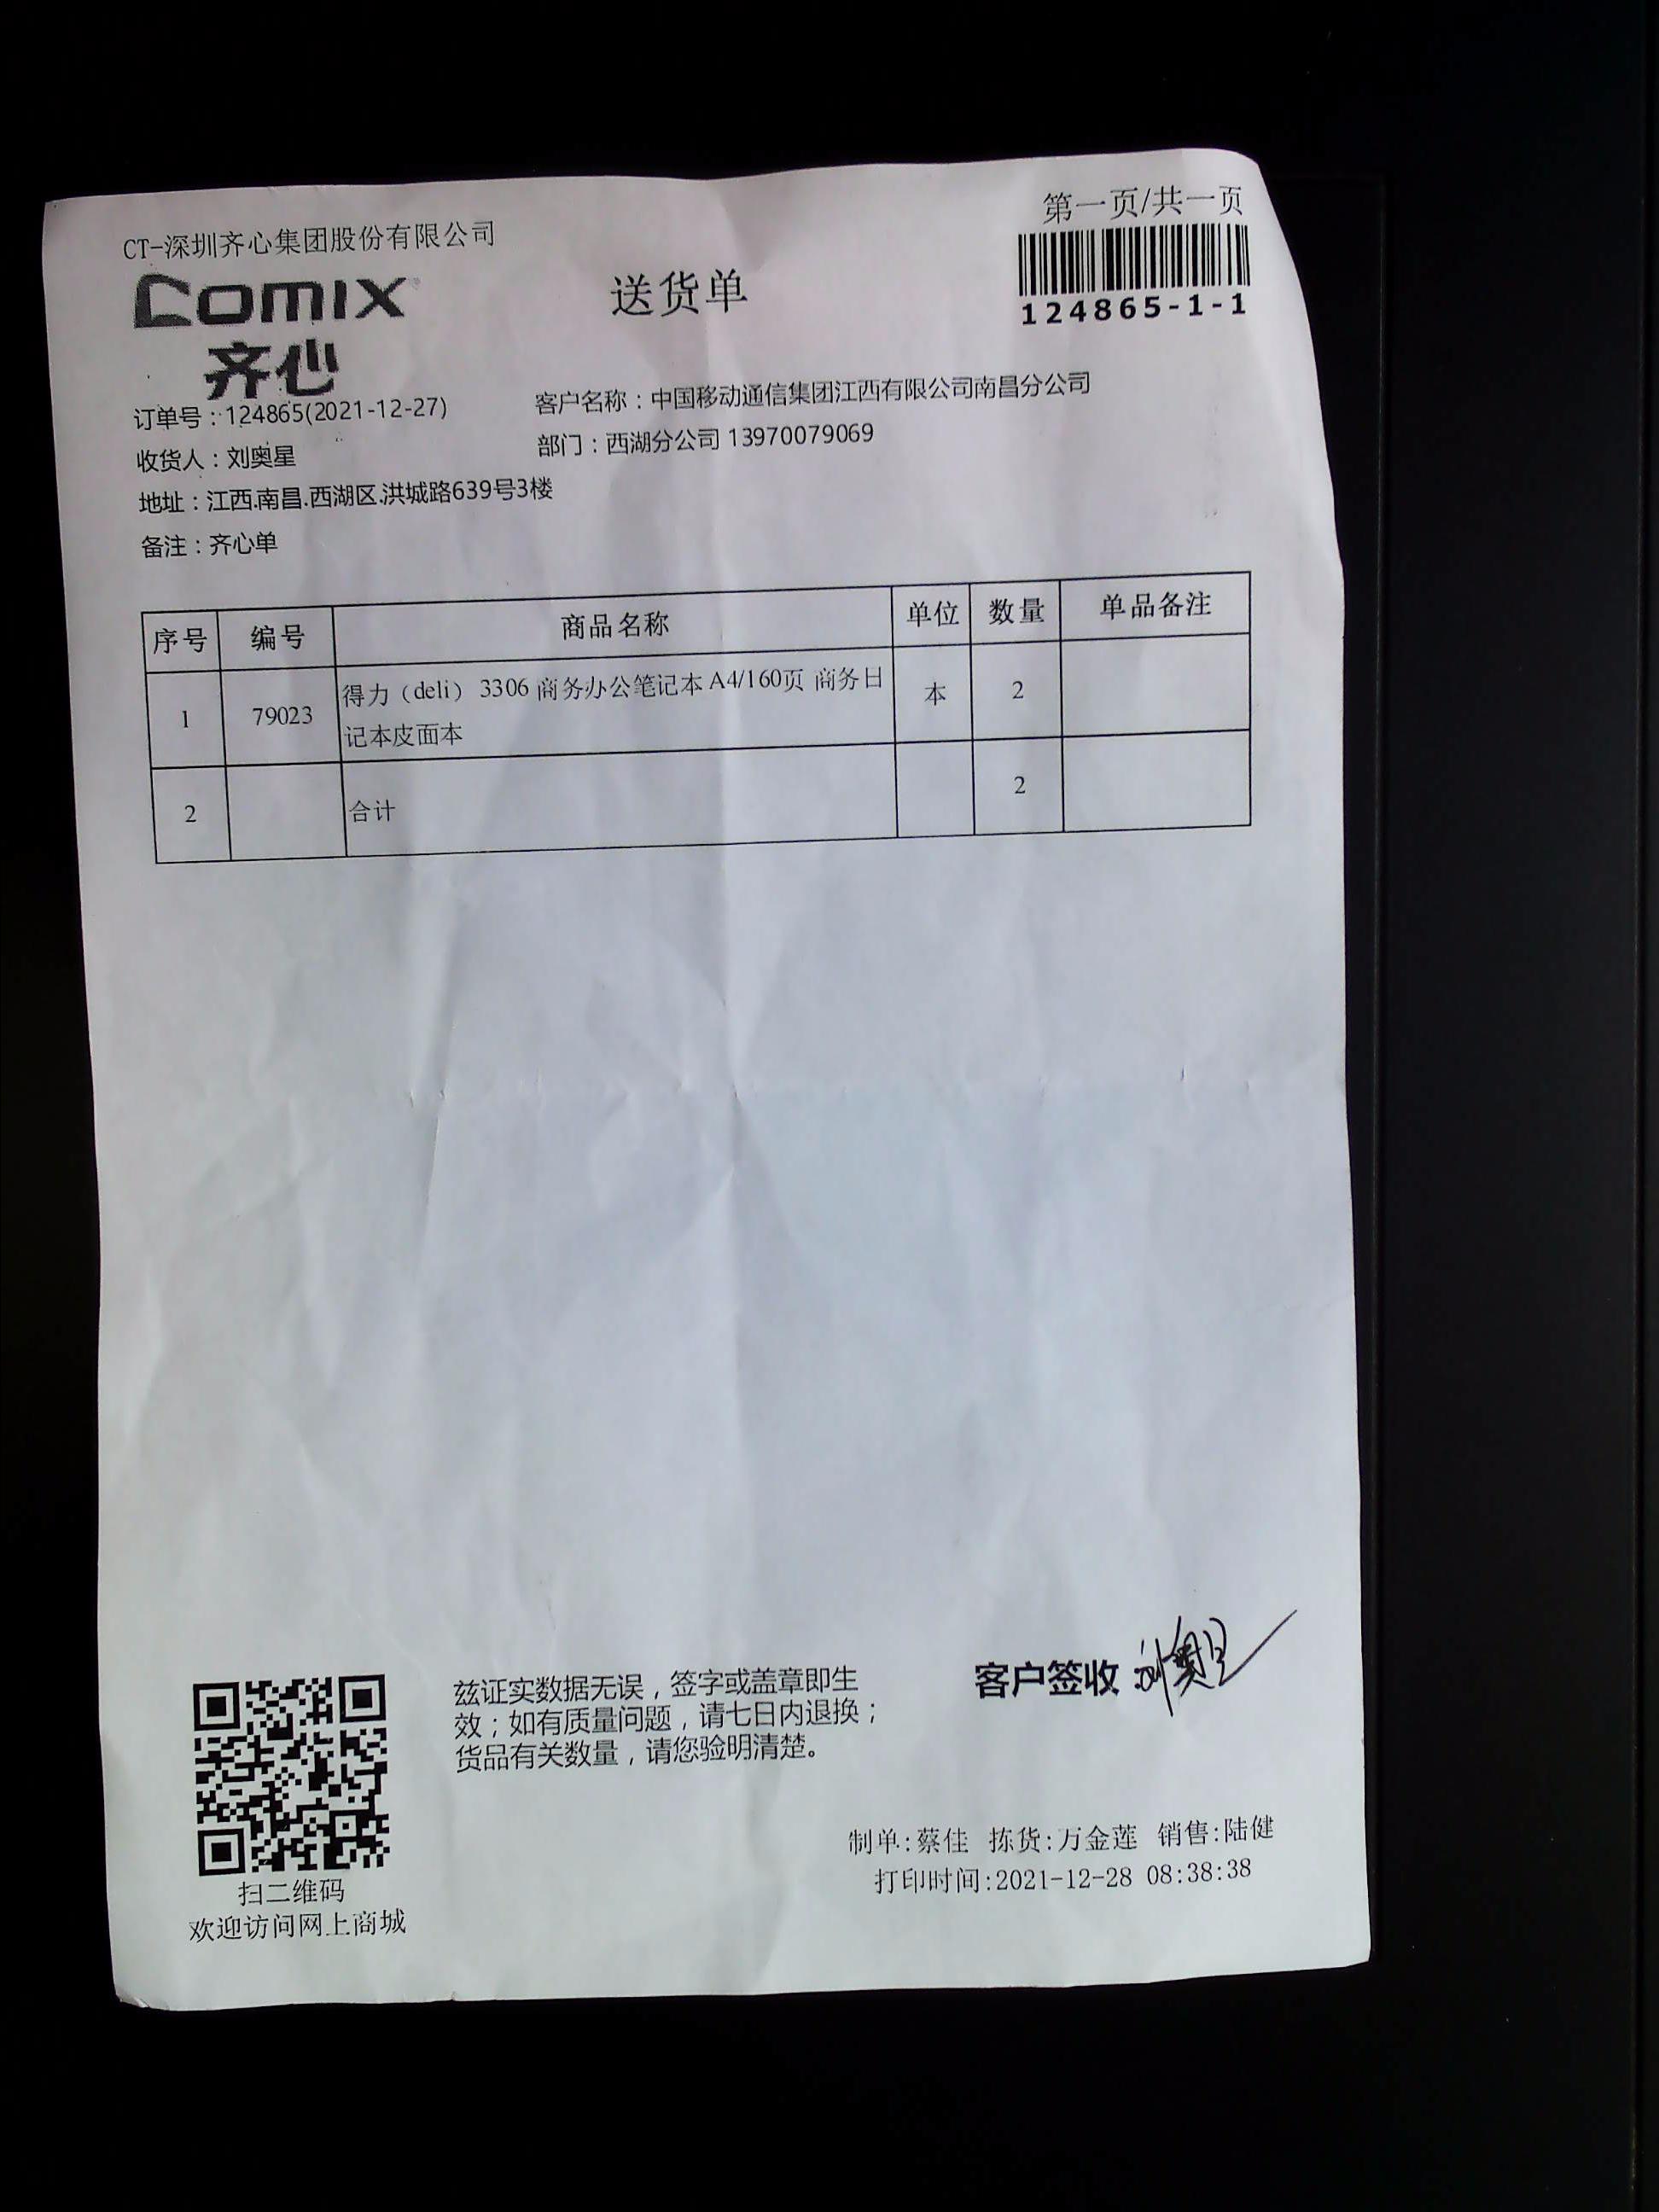 第一页/共一页
CT-深圳齐心集团股份有限公司
comix
齐心
送货单
124865-1-1
订单号：124865(2021-12-27)
客户名称：中国移动通信集团江西有限公司南昌分公司
收货人：刘奥星
部门：西湖分公司 13970079069
地址：江西.南昌.西湖区.洪城路639号3楼
备注：齐心单
序号 编号 商品名称 单位 数量 单品备注
1 79023 得力（deli） 3306 商务办公笔记本 A4/160页 商务日
记本皮面本 本 2
2 合计 2
兹证实数据无误，签字或盖章即生
效；如有质量问题，请七日内退换；
货品有关数量，请您验明清楚。
客户签收：刘奥星
制单:蔡佳 拣货:万金莲 销售:陆健
打印时间:2021-12-28 08:38:38
扫二维码
欢迎访问网上商城